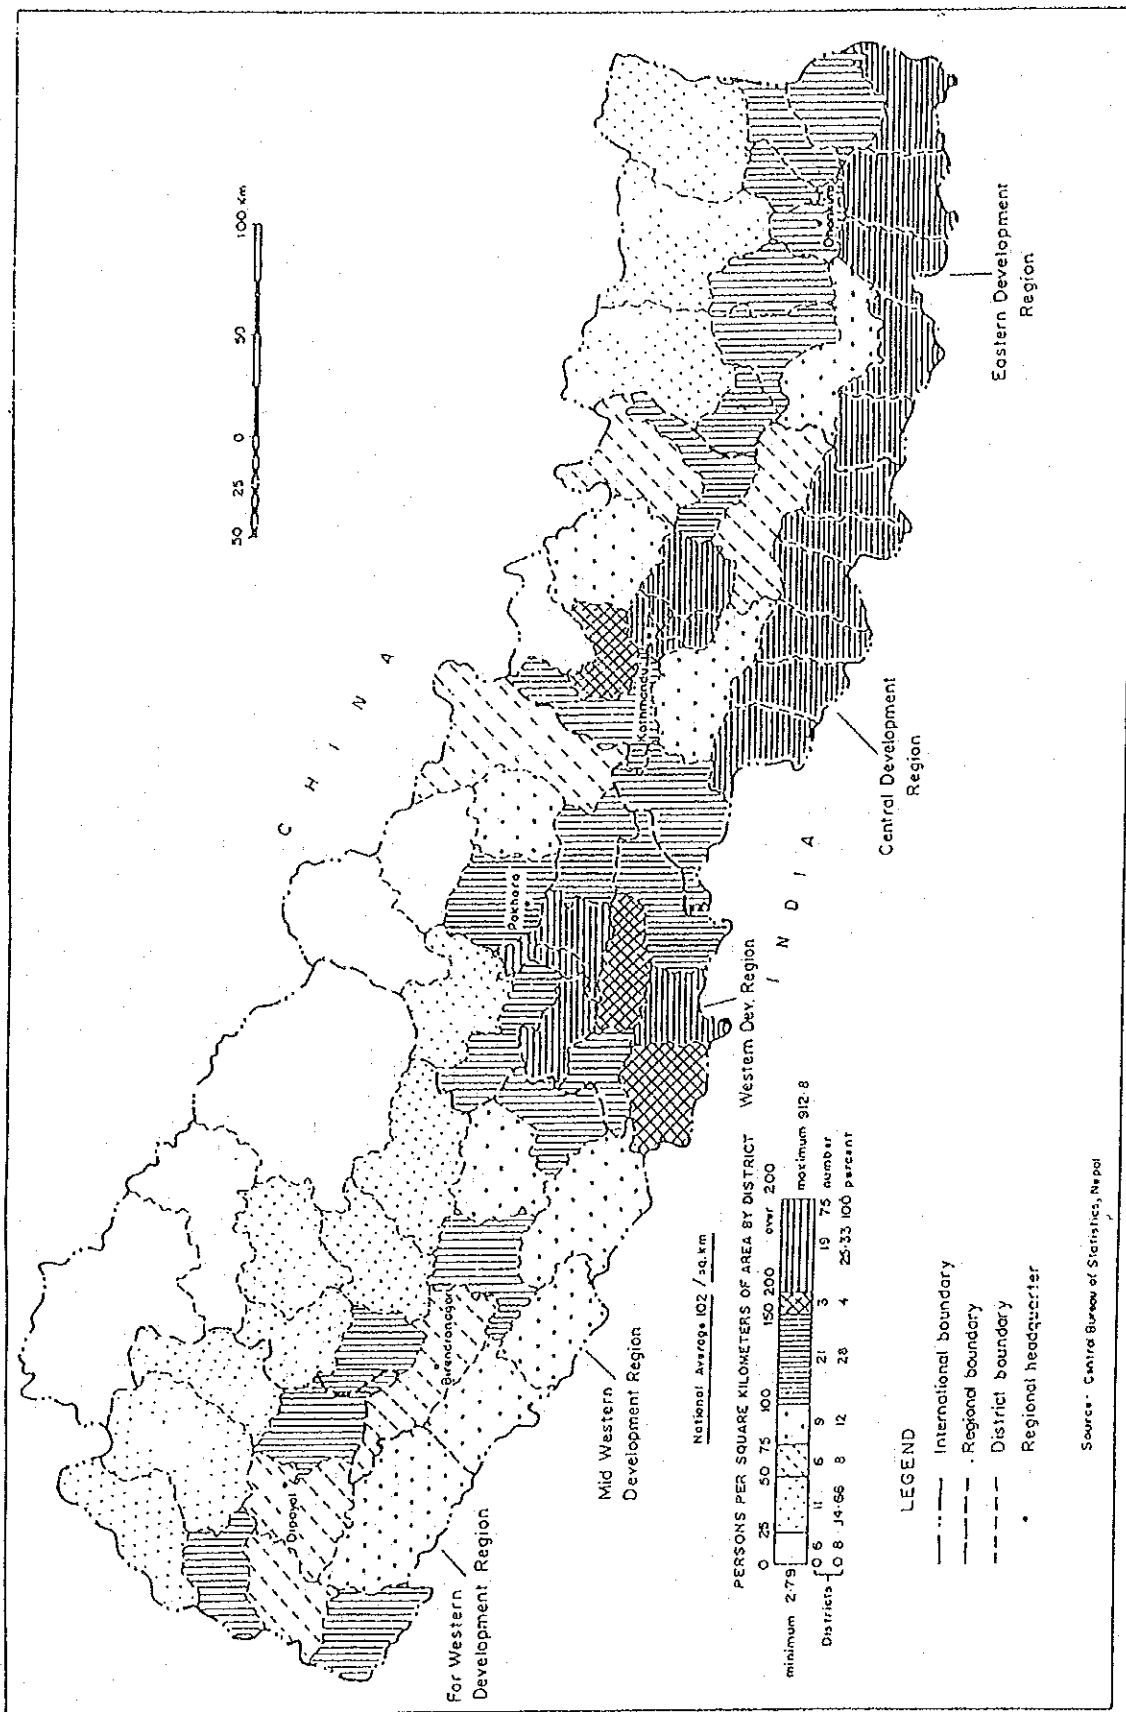 50 25 0 50 100 Km
C H I N A
I N D I A
Dipayal
Birendranagar
Pokhara
Kathmandu
Dhankuta
Far Western
Development Region
Mid Western
Development Region
Western Dev. Region
Central Development
Region
Eastern Development
Region
National Average 102 / sq.km
PERSONS PER SQUARE KILOMETERS OF AREA BY DISTRICT
0 25 50 75 100 150 200 over 200
minimum 2·79 maximum 912·8
Districts 0 6 11 6 9 21 3 19 75 number
0 8 14·66 8 12 28 4 25·33 100 percent
LEGEND
International boundary
Regional boundary
District boundary
Regional headquarter
Source:- Central Bureau of Statistics, Nepal